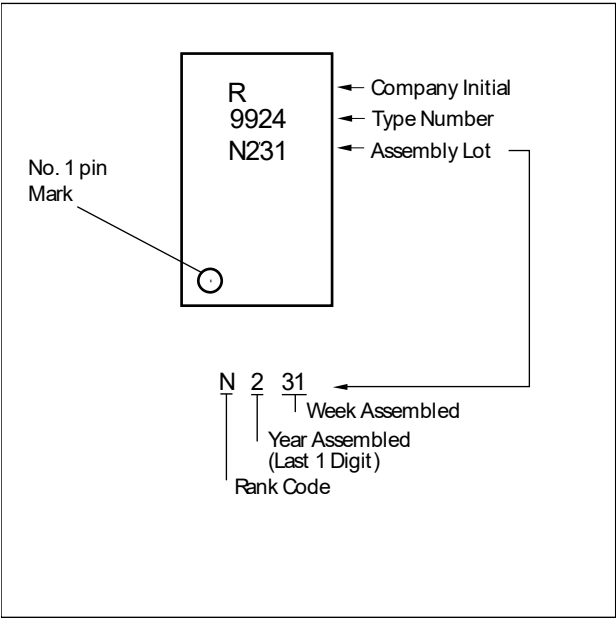 R
9924
N231
Company Initial
Type Number
Assembly Lot
No. 1 pin
Mark
N 2 31
Week Assembled
Year Assembled
(Last 1 Digit)
Rank Code